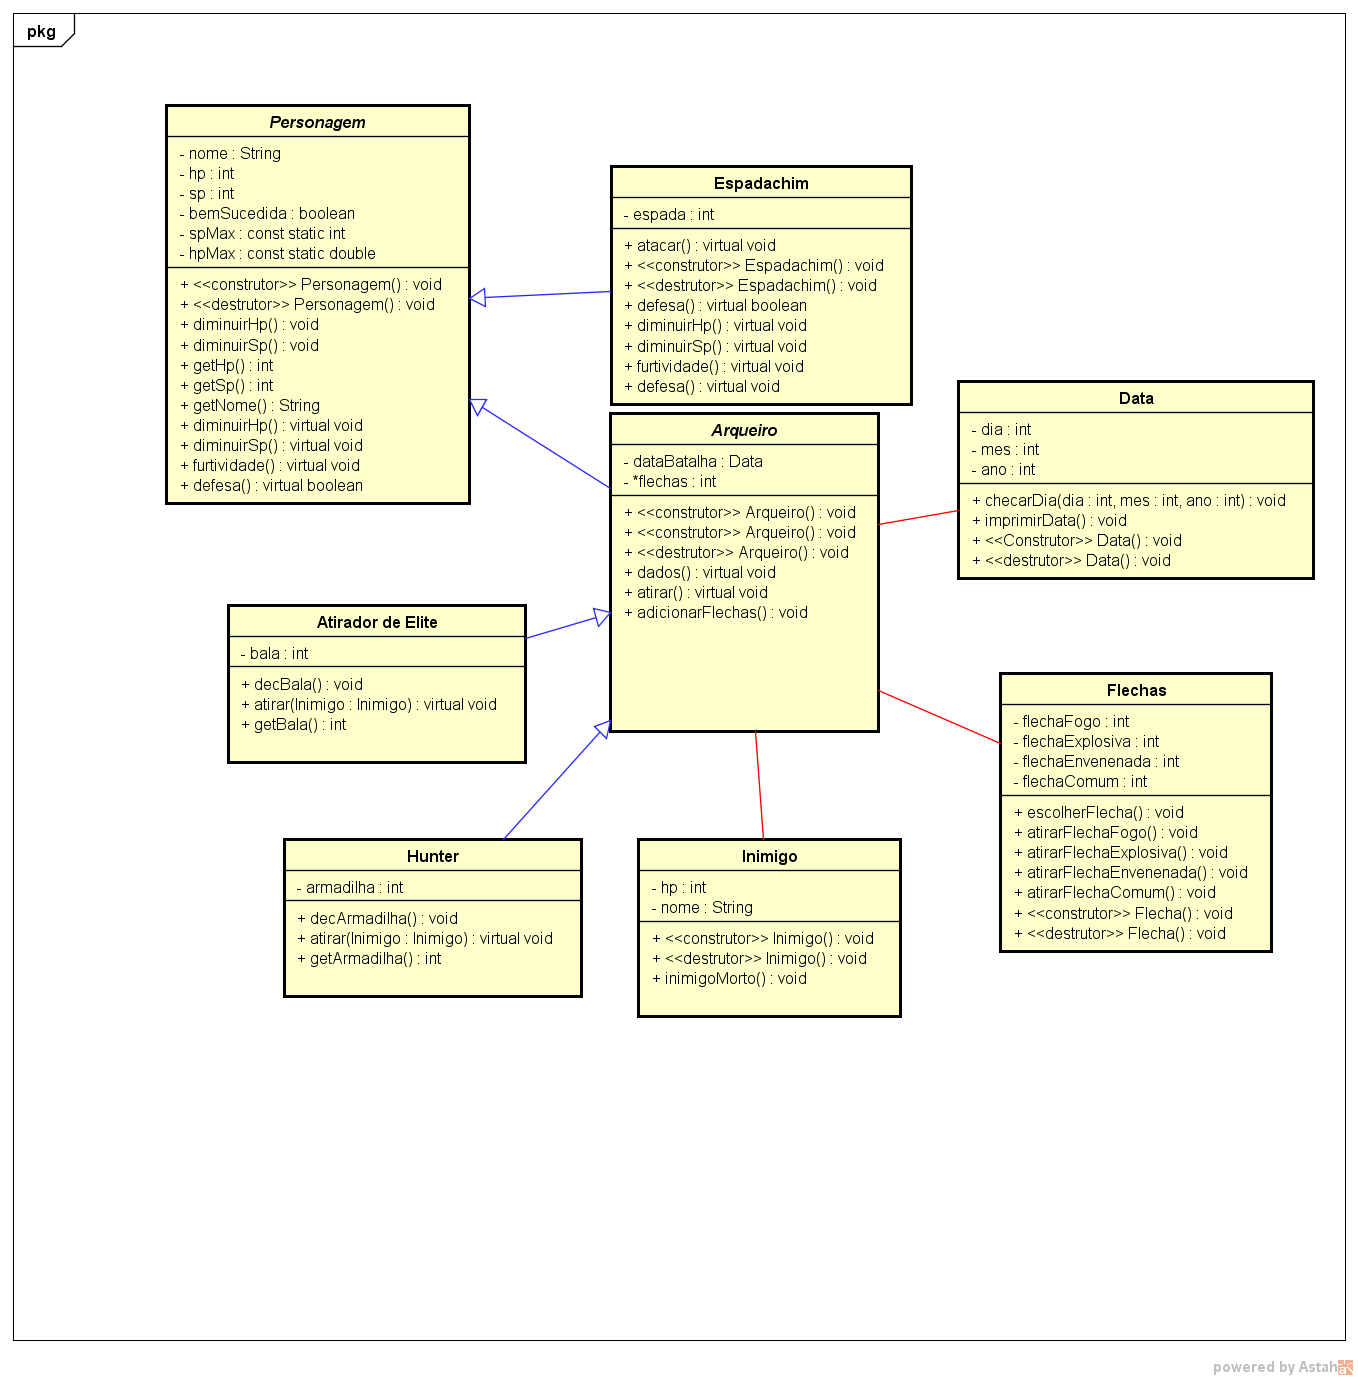 pkg
Personagem
- nome : String
- hp : int
- sp : int
- bemSucedida : boolean
- spMax : const static int
- hpMax : const static double
+ <<construtor>> Personagem() : void
+ <<destrutor>> Personagem() : void
+ diminuirHp() : void
+ diminuirSp() : void
+ getHp() : int
+ getSp() : int
+ getNome() : String
+ diminuirHp() : virtual void
+ diminuirSp() : virtual void
+ furtividade() : virtual void
+ defesa() : virtual boolean
Espadachim
- espada : int
+ atacar() : virtual void
+ <<construtor>> Espadachim() : void
+ <<destrutor>> Espadachim() : void
+ defesa() : virtual boolean
+ diminuirHp() : virtual void
+ diminuirSp() : virtual void
+ furtividade() : virtual void
+ defesa() : virtual void
Arqueiro
- dataBatalha : Data
- *flechas : int
+ <<construtor>> Arqueiro() : void
+ <<construtor>> Arqueiro() : void
+ <<destrutor>> Arqueiro() : void
+ dados() : virtual void
+ atirar() : virtual void
+ adicionarFlechas() : void
Data
- dia : int
- mes : int
- ano : int
+ checarDia(dia : int, mes : int, ano : int) : void
+ imprimirData() : void
+ <<Construtor>> Data() : void
+ <<destrutor>> Data() : void
Atirador de Elite
- bala : int
+ decBala() : void
+ atirar(Inimigo : Inimigo) : virtual void
+ getBala() : int
Flechas
- flechaFogo : int
- flechaExplosiva : int
- flechaEnvenenada : int
- flechaComum : int
+ escolherFlecha() : void
+ atirarFlechaFogo() : void
+ atirarFlechaExplosiva() : void
+ atirarFlechaEnvenenada() : void
+ atirarFlechaComum() : void
+ <<construtor>> Flecha() : void
+ <<destrutor>> Flecha() : void
Hunter
- armadilha : int
+ decArmadilha() : void
+ atirar(Inimigo : Inimigo) : virtual void
+ getArmadilha() : int
Inimigo
- hp : int
- nome : String
+ <<construtor>> Inimigo() : void
+ <<destrutor>> Inimigo() : void
+ inimigoMorto() : void
powered by Astah